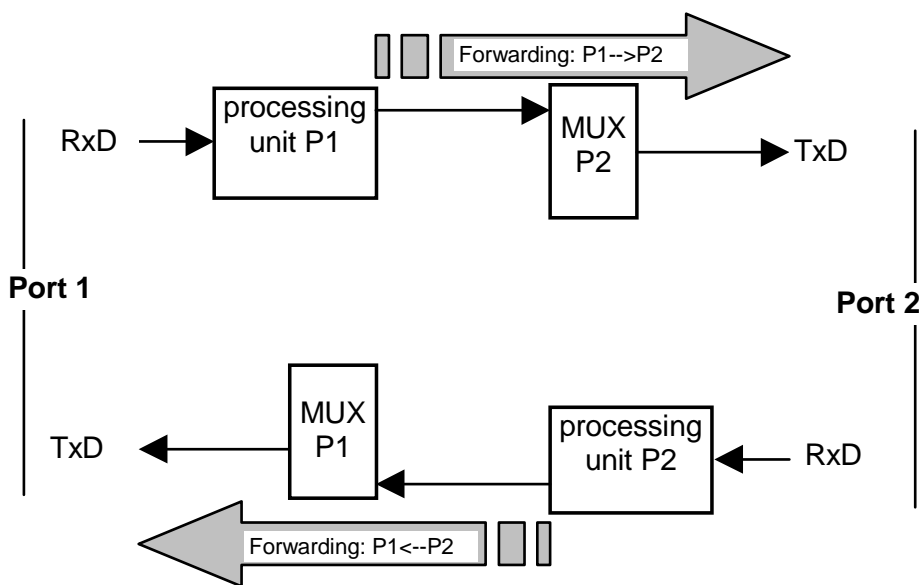 Forwarding: P1-->P2
RxD
processing
unit P1
MUX
P2
TxD
Port 1
Port 2
TxD
MUX
P1
processing
unit P2
RxD
Forwarding: P1<--P2